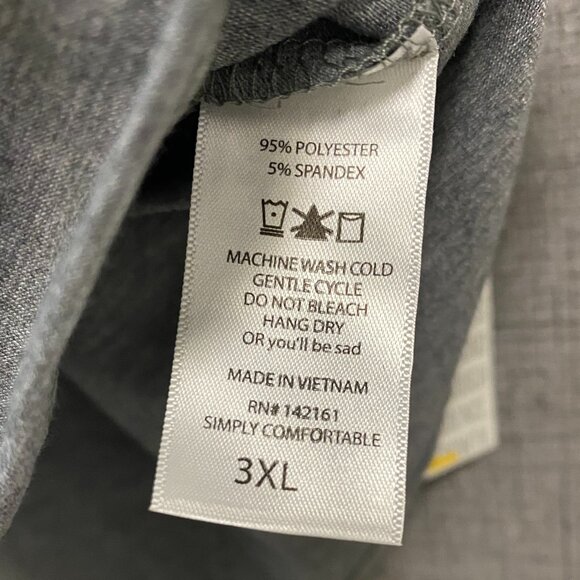 95% POLYESTER
5% SPANDEX
MACHINE WASH COLD
GENTLE CYCLE
DO NOT BLEACH
HANG DRY
OR you'll be sad
MADE IN VIETNAM
RN# 142161
SIMPLY COMFORTABLE
3XL